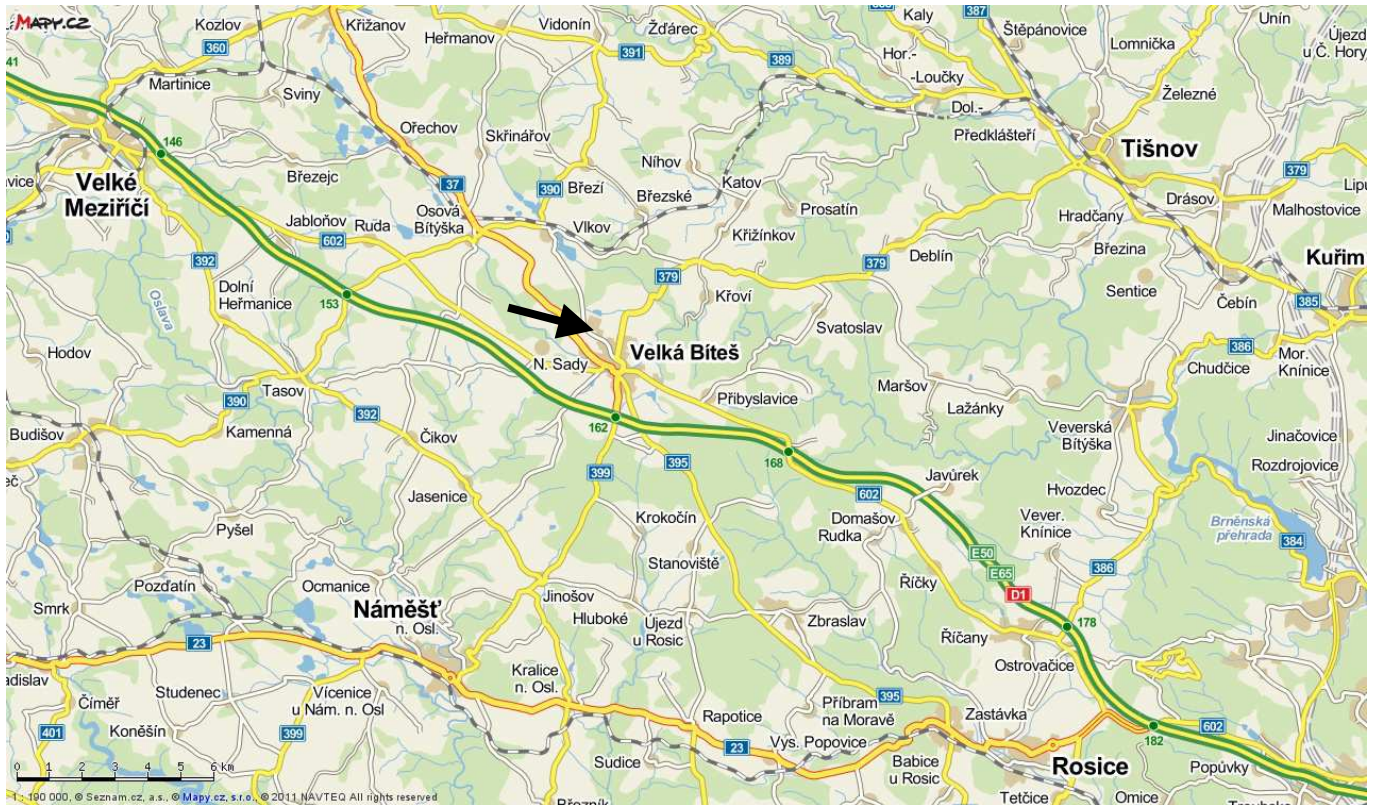 MAPY.CZ
Kozlov
Křižanov
Heřmanov
Vidonín
Žďárec
Kaly
387
Štěpánovice
Unín
Lomnička
Újezd
u Č. Hory
360
391
389
Hor.-
-Loučky
41
Martinice
Sviny
Dol.-
Železné
Ořechov
Skřinářov
Předklášteří
146
Níhov
Tišnov
Velké
Meziříčí
Březejc
37
390
Březí
Březské
Katov
379
Drásov
Jabloňov
Ruda
Osová
Bítýška
Prosatín
Malhostovice
602
Vlkov
Křižínkov
Hradčany
Březina
392
379
379
Deblín
Kuřim
Dolní
Heřmanice
Oslava
153
Křoví
Sentice
Čebín
385
Svatoslav
Hodov
N. Sady
Velká Bíteš
386
Mor.
Knínice
Chudčice
Tasov
Přibyslavice
Maršov
Lažánky
390
392
Budišov
Kamenná
162
Čikov
Veverská
Bítýška
Jinačovice
399
395
168
Javůrek
Rozdrojovice
Jasenice
602
Hvozdec
Krokočín
Domašov
Rudka
Vever.
Knínice
Brněnská
přehrada
Pyšel
384
Stanoviště
E50
E65
386
Pozďatín
Ocmanice
Jinošov
Říčky
D1
Smrk
Náměšť
n. Osl.
Hluboké
Újezd
u Rosic
Zbraslav
178
23
Říčany
Ostrovačice
Kralice
n. Osl.
Číměř
Studenec
Vícenice
u Nám. n. Osl
395
Příbram
na Moravě
Rapotice
Zastávka
401
Koněšín
399
23
Vys. Popovice
602
182
0 1 2 3 4 5 6 km
Sudice
Babice
u Rosic
Rosice
Popůvky
1 : 190 000, © Seznam.cz, a.s., © Mapy.cz, s.r.o., © 2011 NAVTEQ All rights reserved
Tetčice
Omice